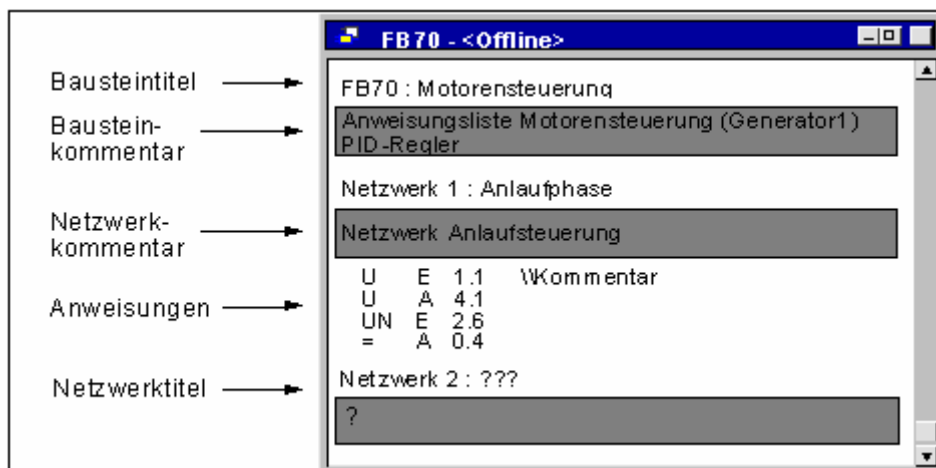 FB70 - <Offline>
Bausteintitel
FB70 : Motorensteuerung
Baustein-
kommentar
Anweisungsliste Motorensteuerung (Generator1)
PID-Regler
Netzwerk 1 : Anlaufphase
Netzwerk-
kommentar
Netzwerk Anlaufsteuerung
Anweisungen
U E 1.1 \\Kommentar
U A 4.1
UN E 2.6
= A 0.4
Netzwerktitel
Netzwerk 2 : ???
?